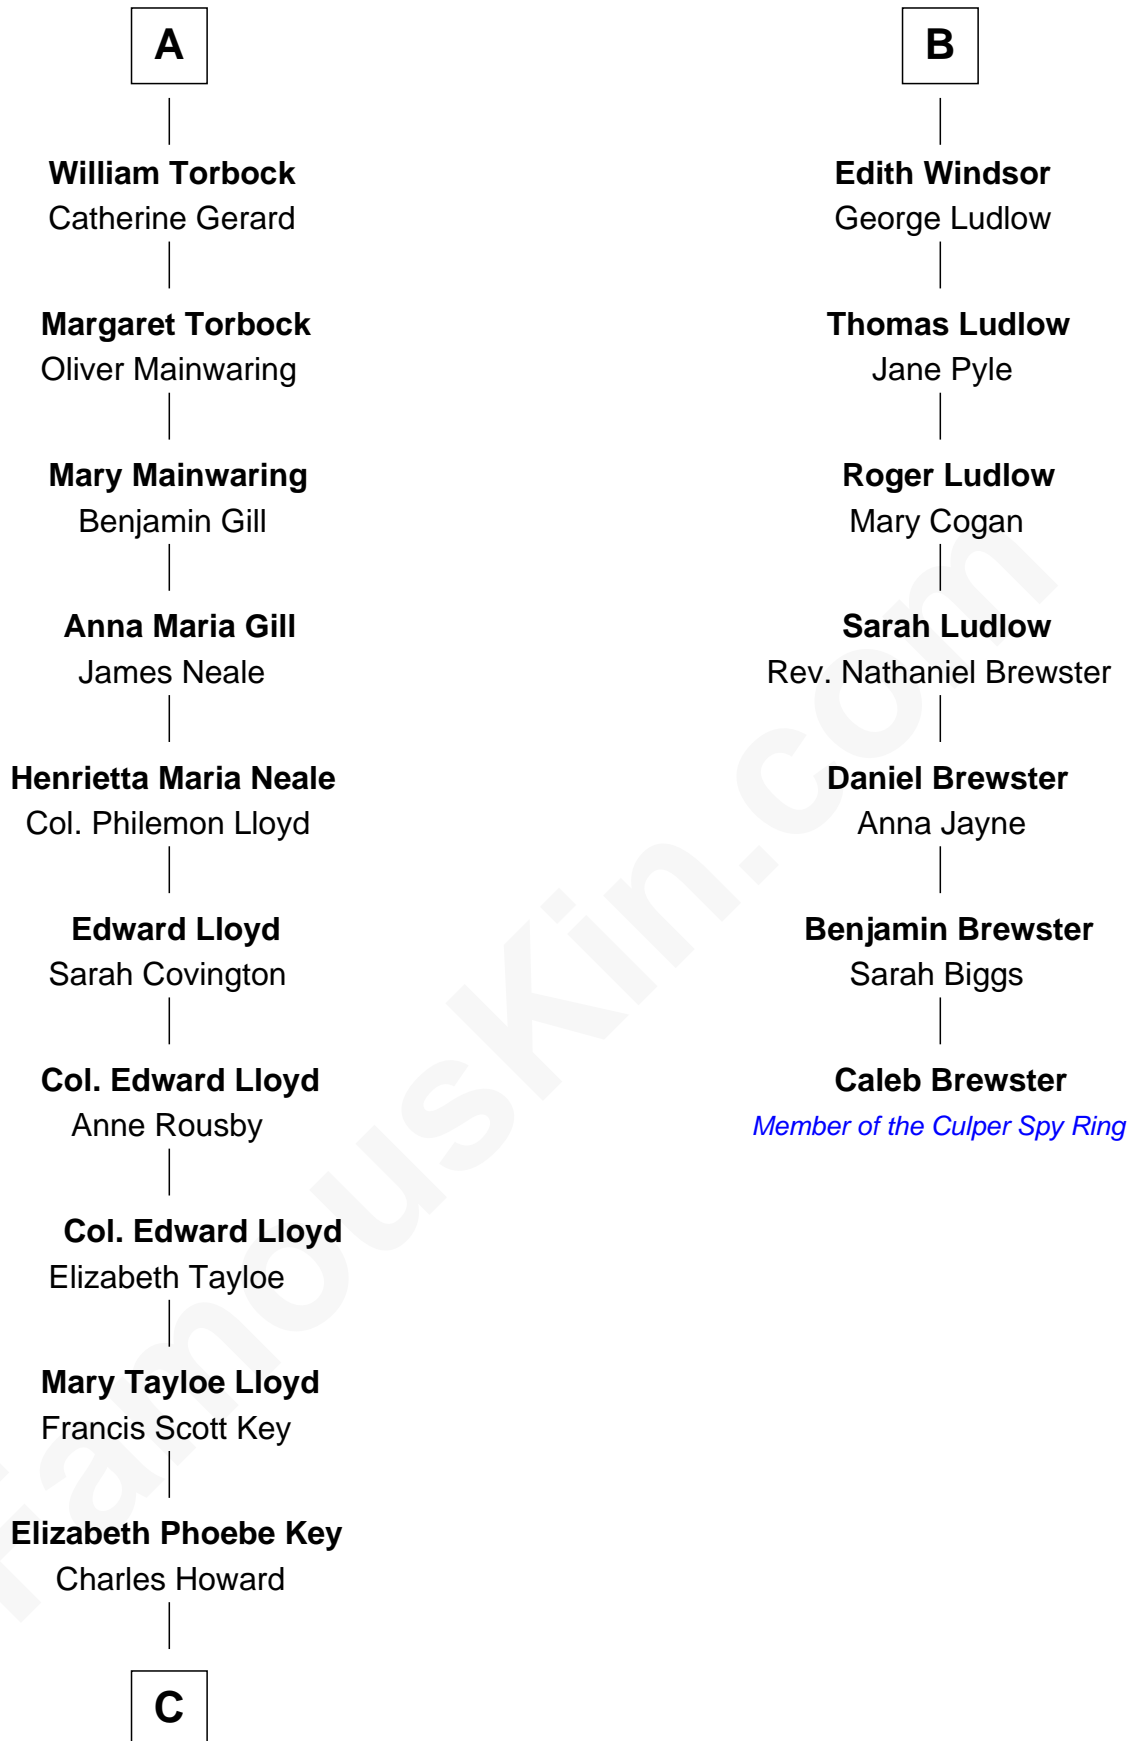 A
William Torbock
Catherine Gerard
Margaret Torbock
Oliver Mainwaring
Mary Mainwaring
Benjamin Gill
Anna Maria Gill
James Neale
Henrietta Maria Neale
Col. Philemon Lloyd
Edward Lloyd
Sarah Covington
Col. Edward Lloyd
Anne Rousby
Col. Edward Lloyd
Elizabeth Tayloe
Mary Tayloe Lloyd
Francis Scott Key
Elizabeth Phoebe Key
Charles Howard
C
B
Edith Windsor
George Ludlow
Thomas Ludlow
Jane Pyle
Roger Ludlow
Mary Cogan
Sarah Ludlow
Rev. Nathaniel Brewster
Daniel Brewster
Anna Jayne
Benjamin Brewster
Sarah Biggs
Caleb Brewster
Member of the Culper Spy Ring
FamousKin.com